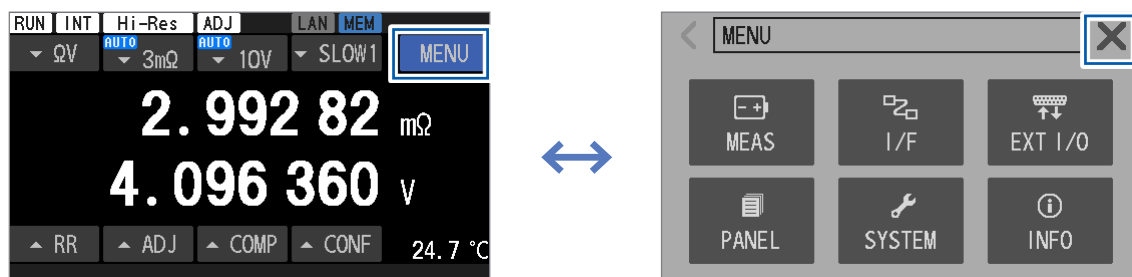 RUN INT Hi-Res ADJ LAN MEM
ΩV AUTO 3mΩ AUTO 10V SLOW1 MENU
2.992 82 mΩ
4.096 360 V
RR ADJ COMP CONF 24.7 °C
MENU
MEAS I/F EXT I/O
PANEL SYSTEM INFO